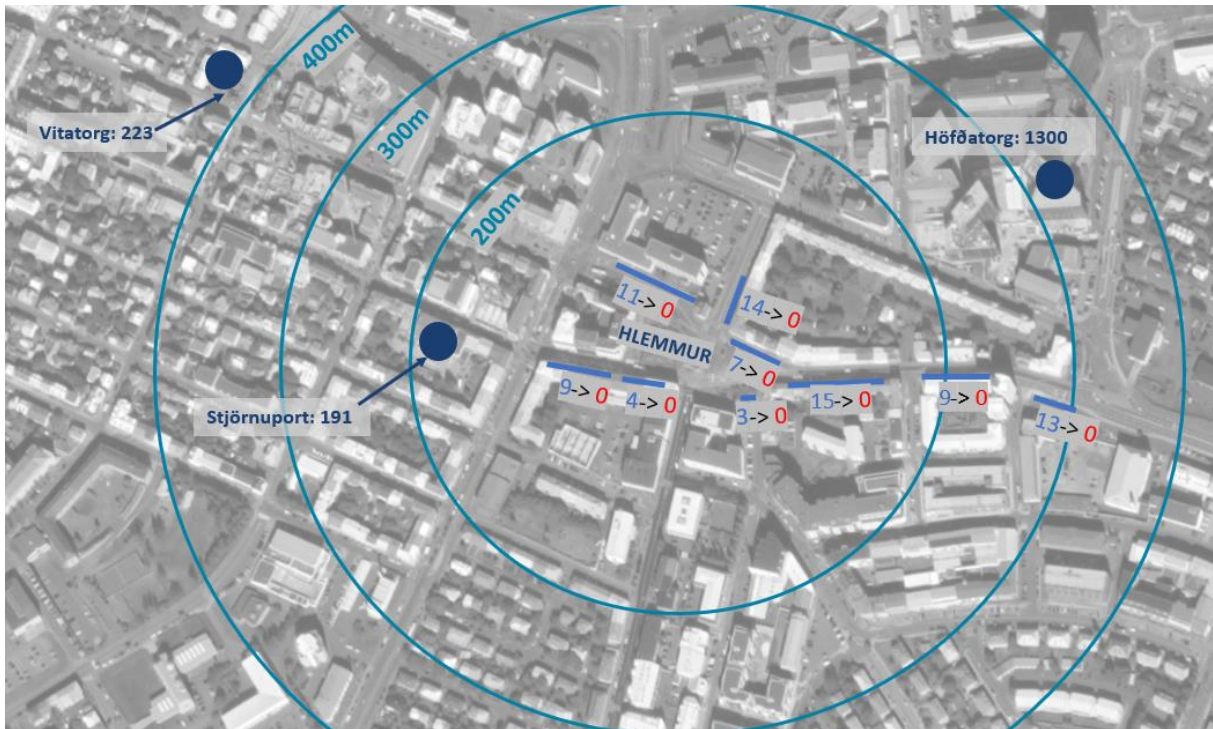 400m
Vitatorg: 223
300m
Höfðatorg: 1300
200m
11-> 0
14-> 0
HLEMMUR
7-> 0
9-> 0
4-> 0
3-> 0
15-> 0
9-> 0
13-> 0
Stjörnuport: 191